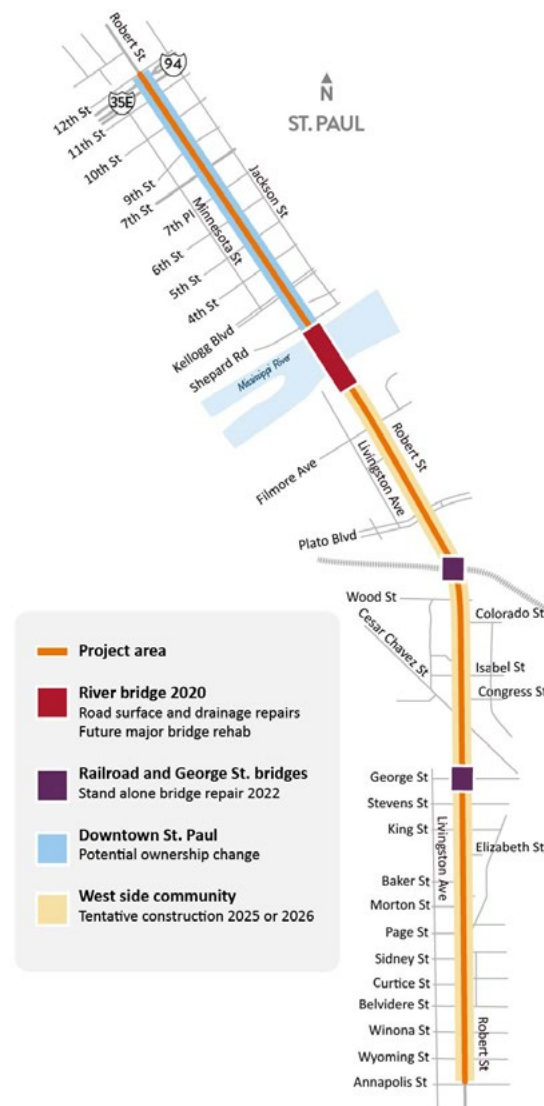 Robert St
94
35E
12th St
11th St
10th St
9th St
7th St
7th Pl
6th St
5th St
4th St
Minnesota St
Jackson St
N
ST. PAUL
Kellogg Blvd
Shepard Rd
Mississippi River
Robert St
Livingston Ave
Filmore Ave
Plato Blvd
Wood St
Colorado St
Cesar Chavez St
Isabel St
Congress St
George St
Stevens St
King St
Livingston Ave
Elizabeth St
Baker St
Morton St
Page St
Sidney St
Curtice St
Belvidere St
Robert St
Winona St
Wyoming St
Annapolis St
Project area
River bridge 2020
Road surface and drainage repairs
Future major bridge rehab
Railroad and George St. bridges
Stand alone bridge repair 2022
Downtown St. Paul
Potential ownership change
West side community
Tentative construction 2025 or 2026